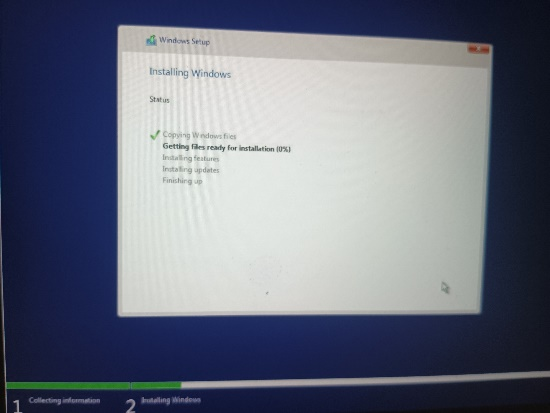 Windows Setup
Installing Windows
Status
Copying Windows files
Getting files ready for installation (0%)
Installing features
Installing updates
Finishing up
1 Collecting information
2 Installing Windows